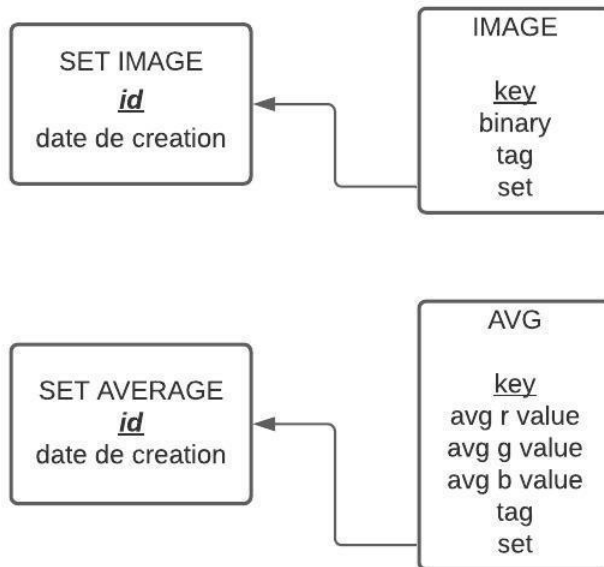 SET IMAGE
id
date de creation
IMAGE
key
binary
tag
set
SET AVERAGE
id
date de creation
AVG
key
avg r value
avg g value
avg b value
tag
set